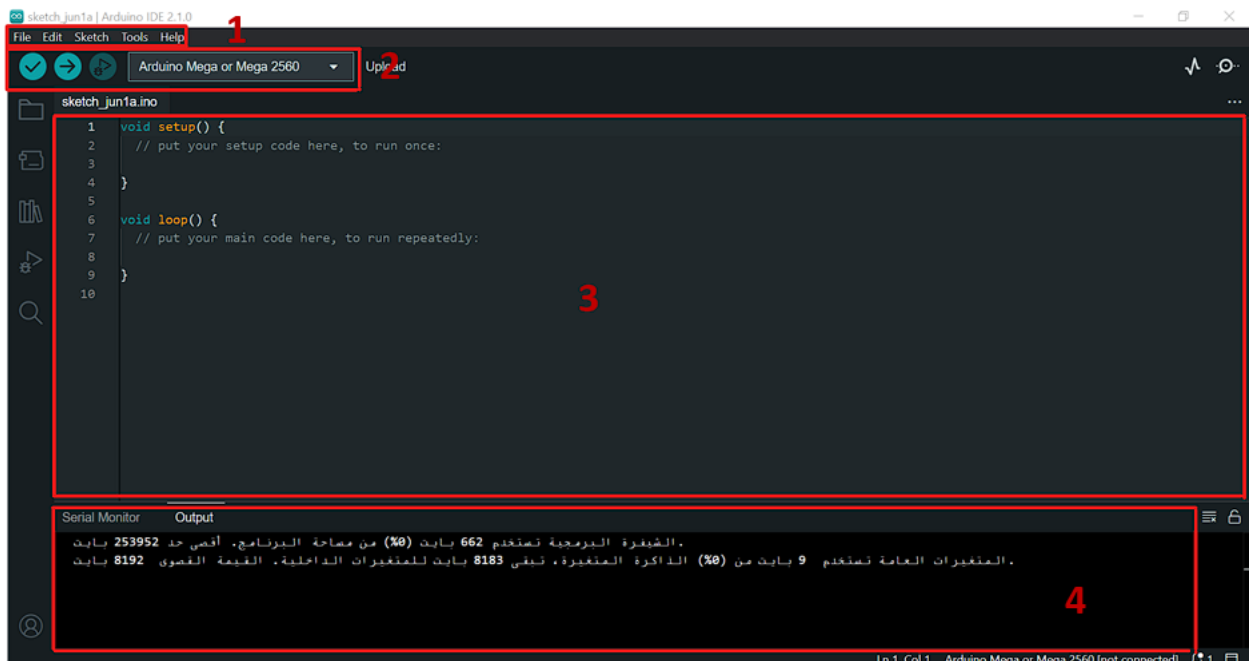 sketch_jun1a | Arduino IDE 2.1.0
File Edit Sketch Tools Help
1
Arduino Mega or Mega 2560
2
Upload
sketch_jun1a.ino
1 void setup() {
2 // put your setup code here, to run once:
3
4 }
5
6 void loop() {
7 // put your main code here, to run repeatedly:
8
9 }
10
3
Serial Monitor Output
الشيفرة البرمجية تستخدم 662 بايت (0%) من مساحة البرنامج. أقصى حد 253952 بايت.
المتغيرات العامة تستخدم 9 بايت من (0%) الذاكرة المتغيرة، تبقى 8183 بايت للمتغيرات الداخلية. القيمة القصوى 8192 بايت.
4
Ln 1, Col 1 Arduino Mega or Mega 2560 [not connected] 1